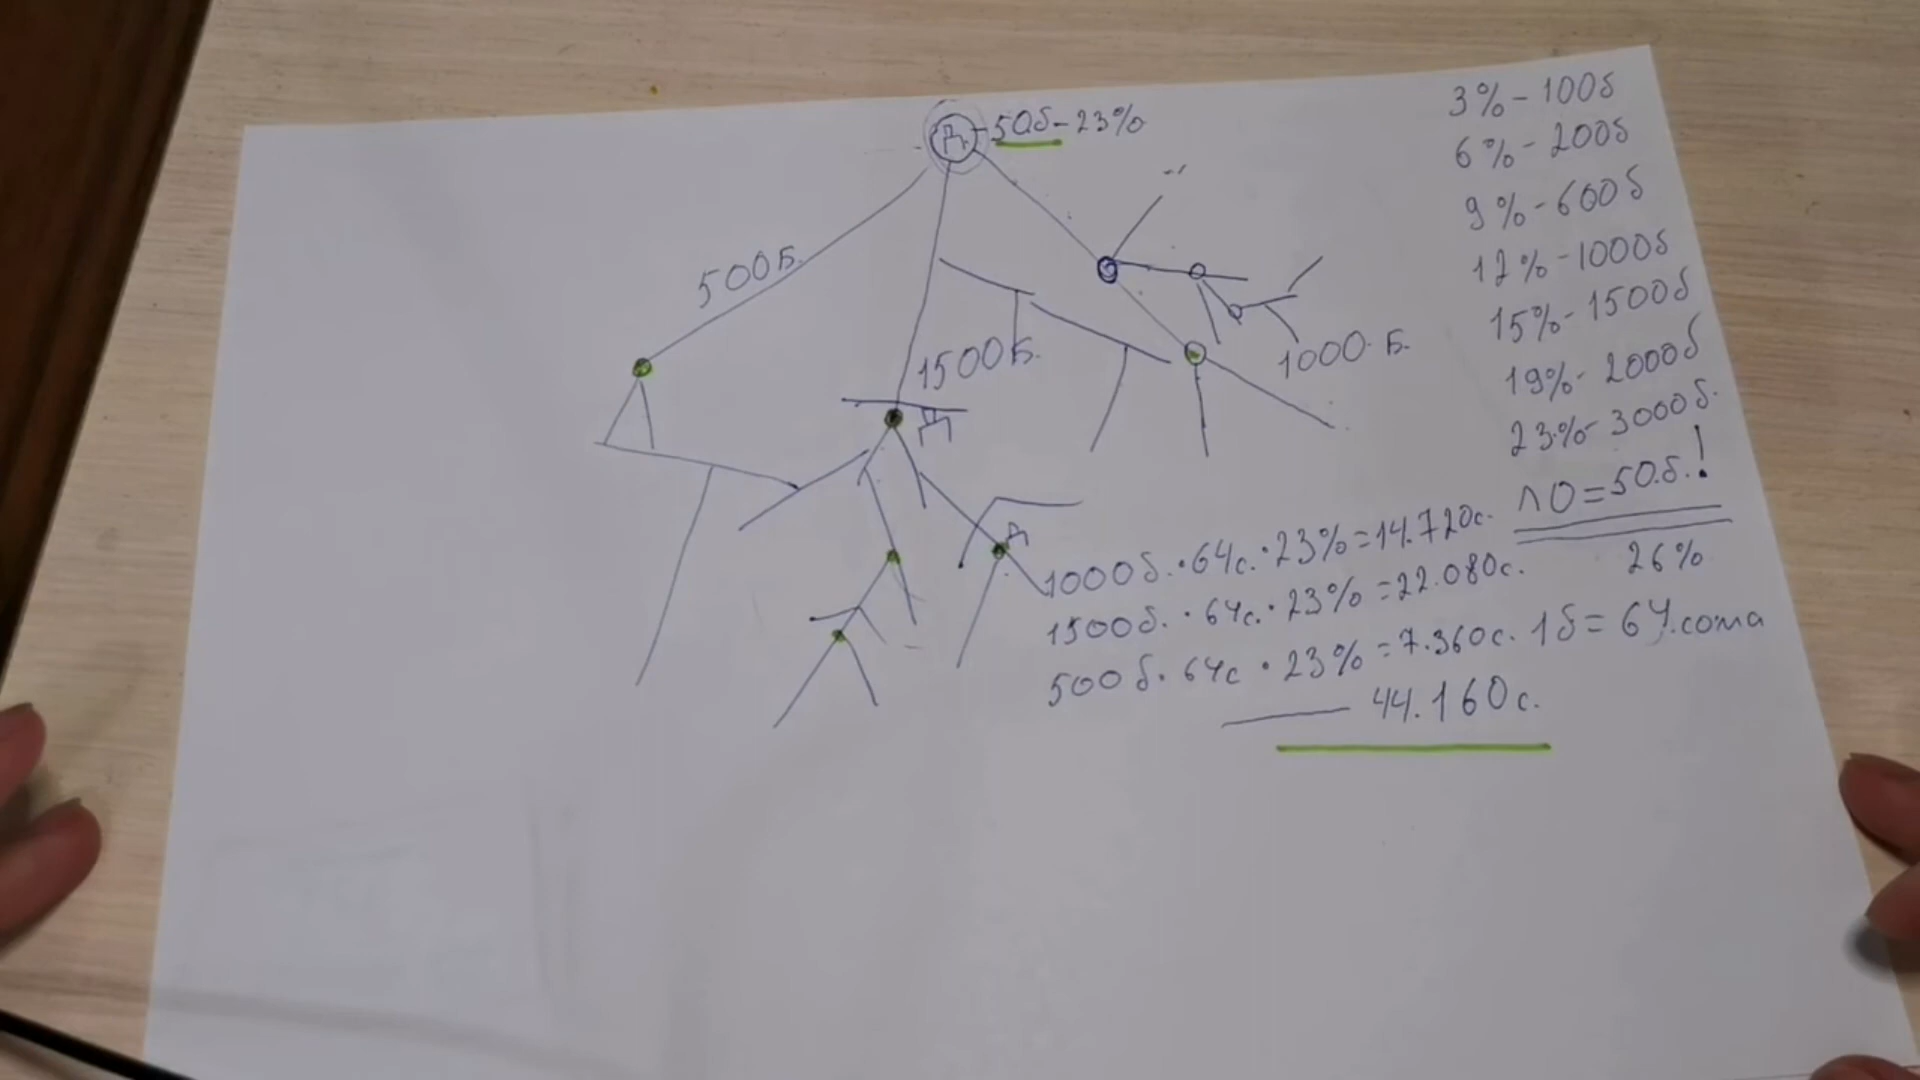 Д - 50б - 23%
500Б.
1500Б.
1000 Б.
Д
Д
3% - 100б
6% - 200б
9% - 600б
12% - 1000б
15% - 1500б
19% - 2000б
23% - 3000б.
ЛО = 50.б.!
26%
1000б. · 64с. · 23% = 14.720с.
1500б. · 64с. · 23% = 22.080с.
500б. · 64с · 23% = 7.360с.
1б = 64.сома
44.160с.